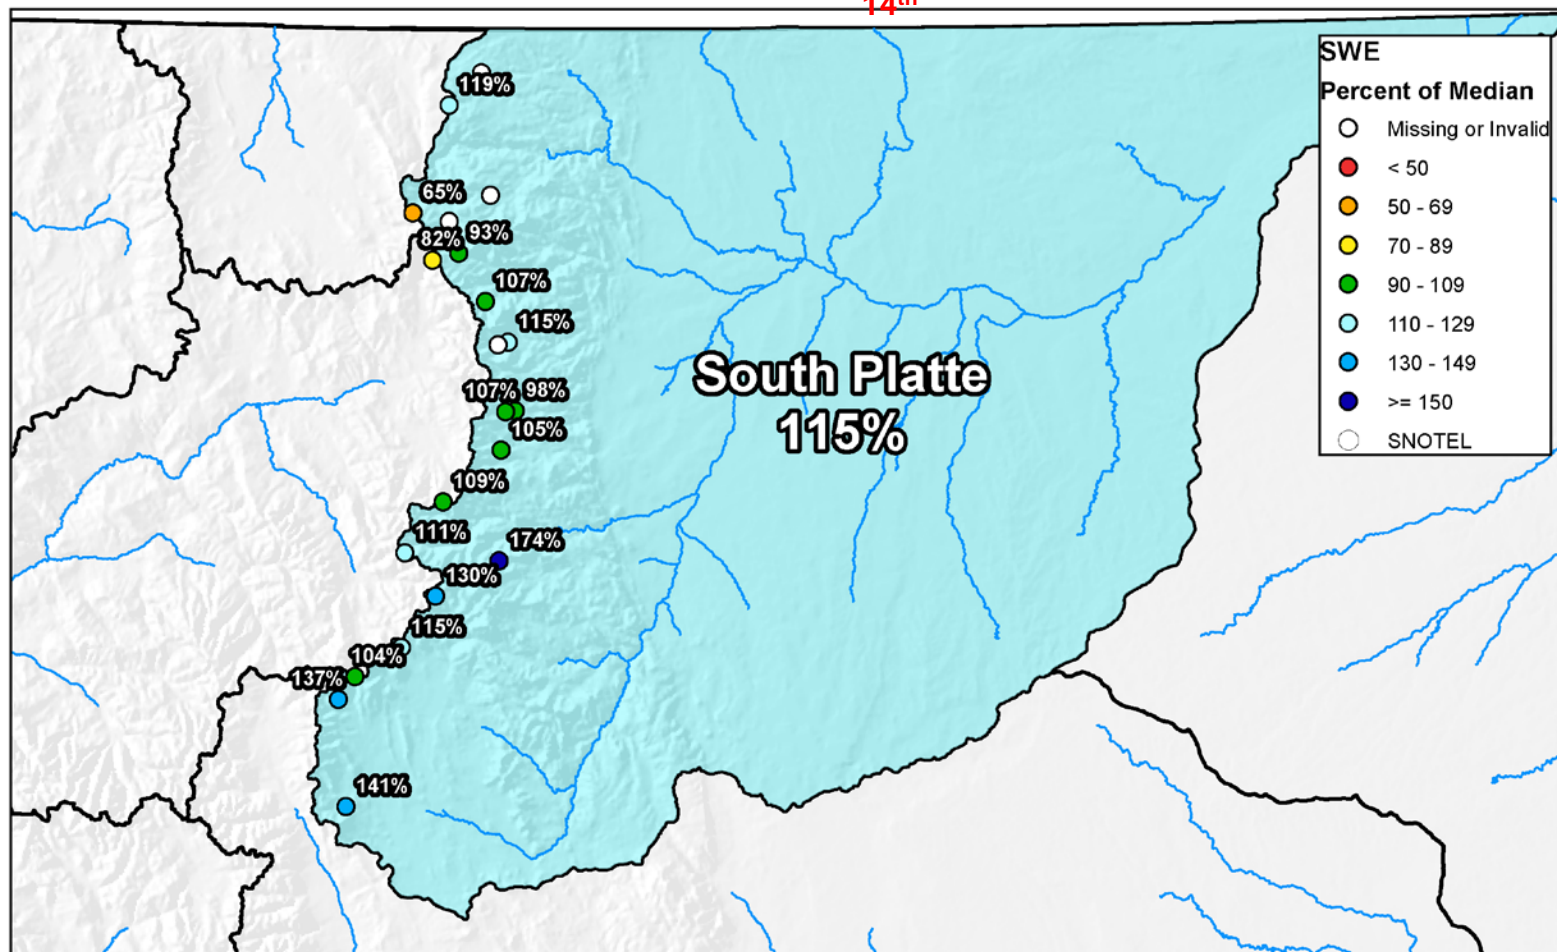 14th
SWE
Percent of Median
Missing or Invalid
< 50
50 - 69
70 - 89
90 - 109
110 - 129
130 - 149
>= 150
SNOTEL
119%
65%
93%
82%
107%
115%
South Platte
115%
107%
98%
105%
109%
111%
174%
130%
115%
104%
137%
141%